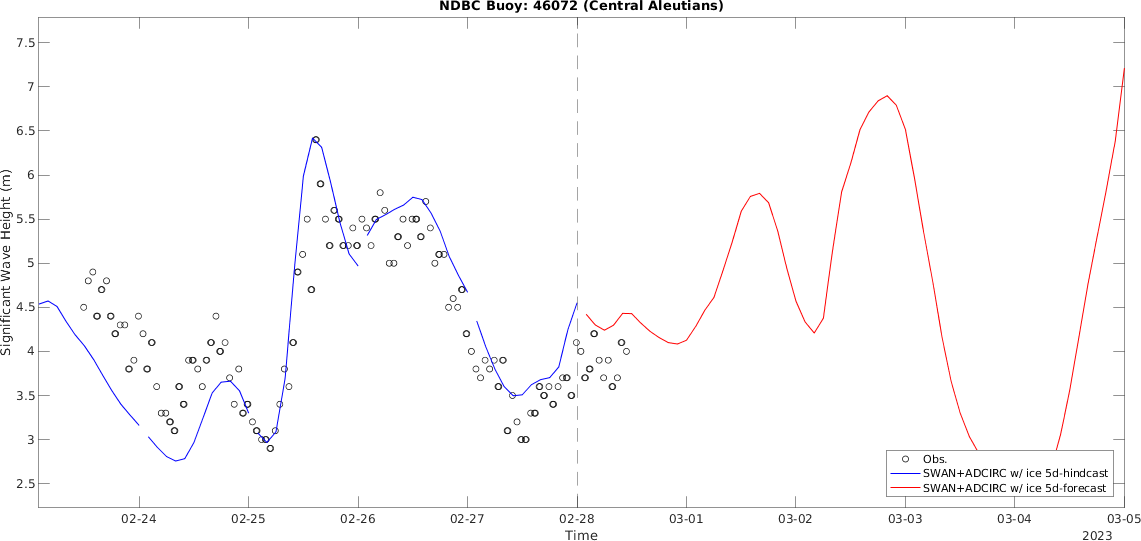 NDBC Buoy: 46072 (Central Aleutians)
Significant Wave Height (m)
7.5
7
6.5
6
5.5
5
4.5
4
3.5
3
2.5
Obs.
SWAN+ADCIRC w/ ice 5d-hindcast
SWAN+ADCIRC w/ ice 5d-forecast
02-24 02-25 02-26 02-27 02-28 03-01 03-02 03-03 03-04 03-05
Time
2023